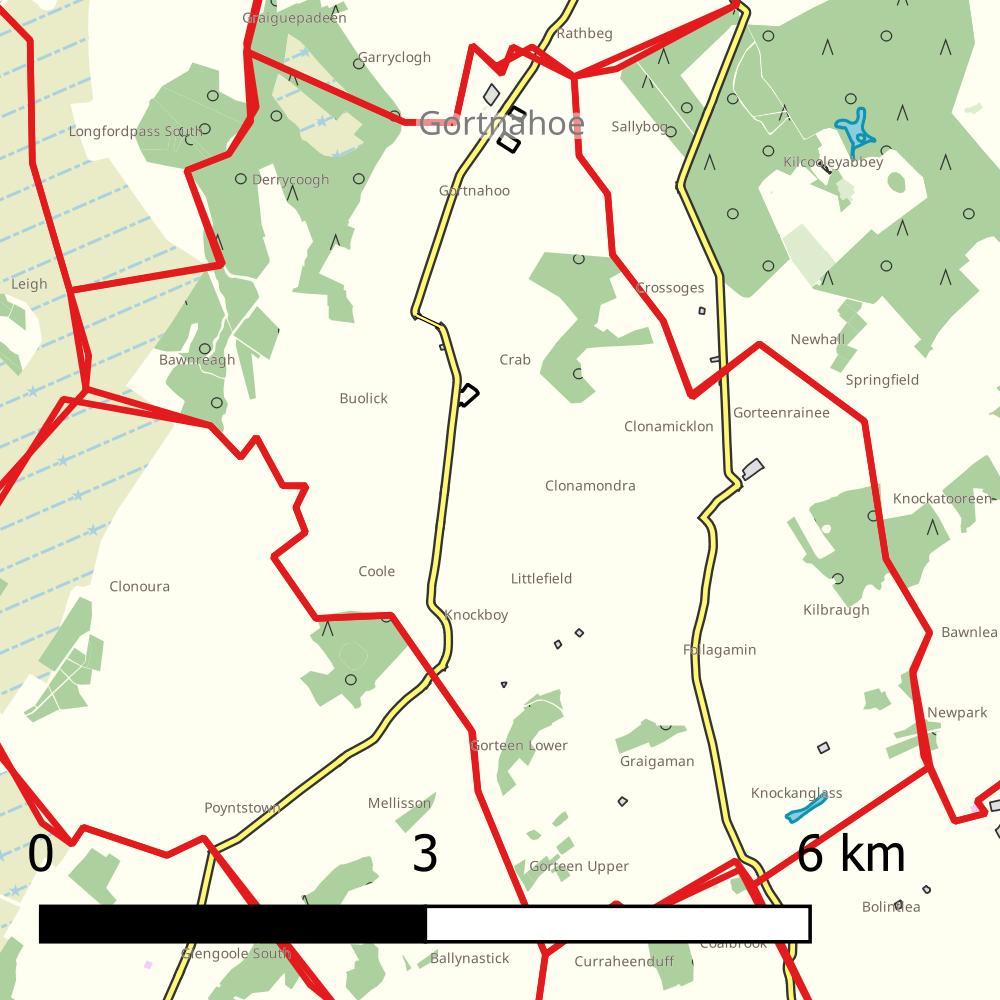 Graiguepadeen
Rathbeg
Garryclogh
Gortnahoe
Longfordpass South
Sallybog
Kilcooleyabbey
Derrycoogh
Gortnahoo
Leigh
Crossoges
Newhall
Bawnreagh
Crab
Springfield
Buolick
Gorteenrainee
Clonamicklon
Clonamondra
Knockatooreen
Coole
Littlefield
Clonoura
Knockboy
Kilbraugh
Bawnlea
Foilagamin
Newpark
Gorteen Lower
Graigaman
Knockanglass
Mellisson
Poyntstown
0 3 6 km
Gorteen Upper
Bolintlea
Coalbrook
Glengoole South
Ballynastick
Curraheenduff